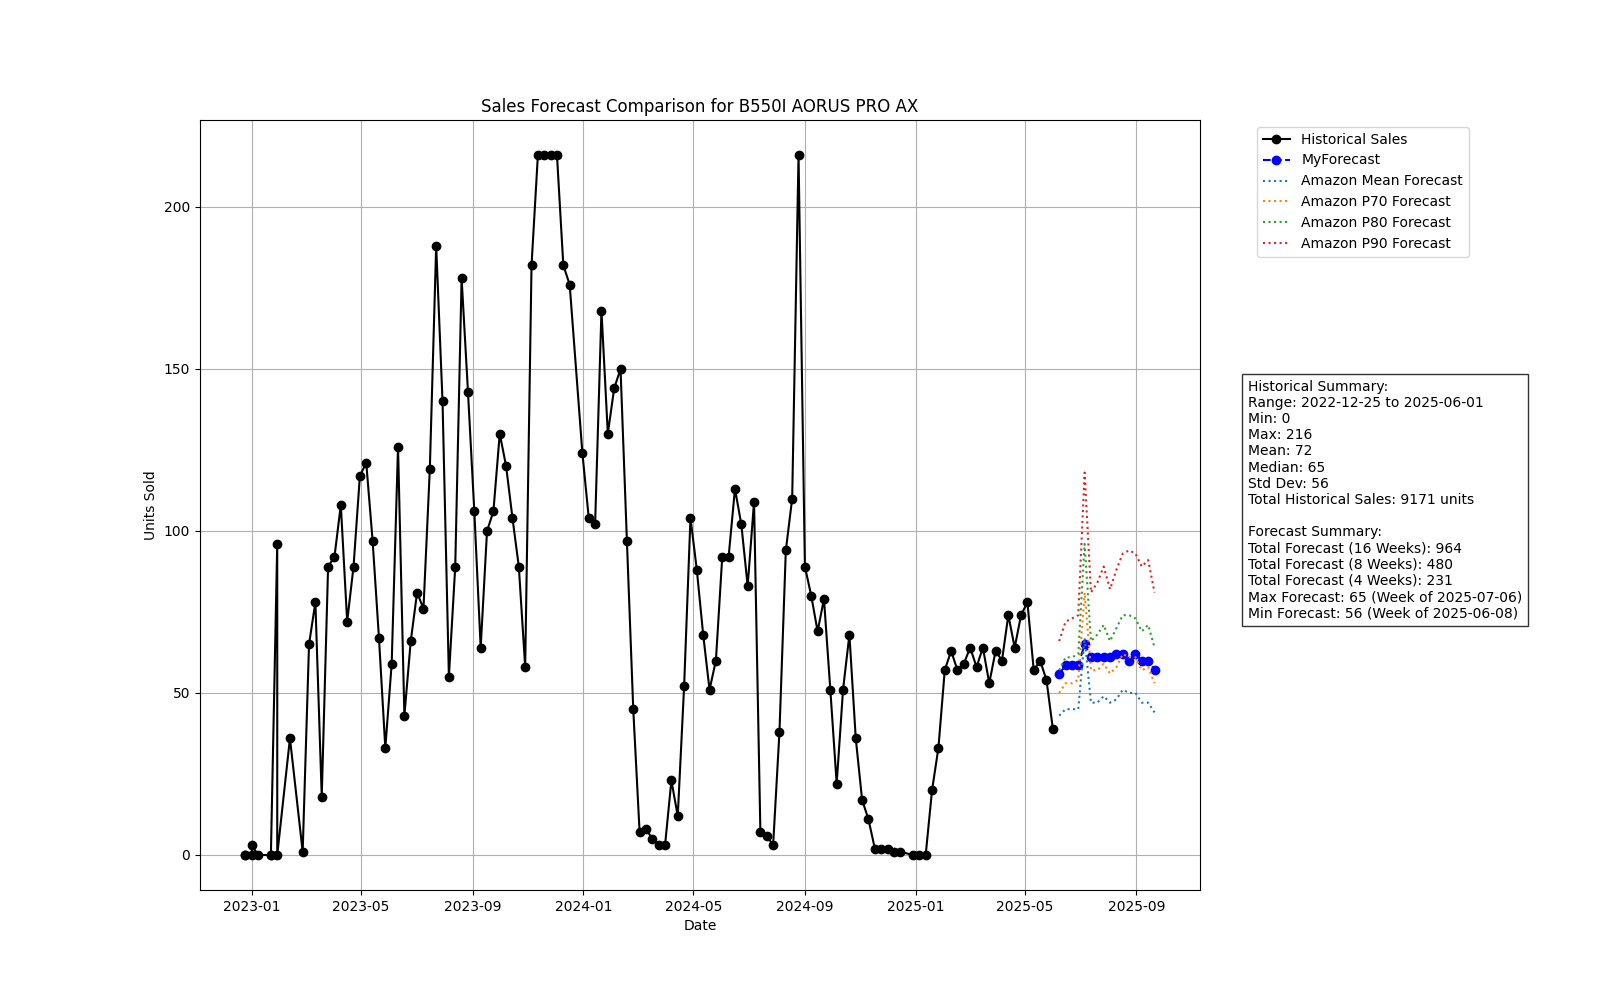 Sales Forecast Comparison for B550I AORUS PRO AX
Historical Sales
MyForecast
Amazon Mean Forecast
Amazon P70 Forecast
Amazon P80 Forecast
Amazon P90 Forecast
200
150
100
50
0
Units Sold
Historical Summary:
Range: 2022-12-25 to 2025-06-01
Min: 0
Max: 216
Mean: 72
Median: 65
Std Dev: 56
Total Historical Sales: 9171 units
Forecast Summary:
Total Forecast (16 Weeks): 964
Total Forecast (8 Weeks): 480
Total Forecast (4 Weeks): 231
Max Forecast: 65 (Week of 2025-07-06)
Min Forecast: 56 (Week of 2025-06-08)
2023-01 2023-05 2023-09 2024-01 2024-05 2024-09 2025-01 2025-05 2025-09
Date